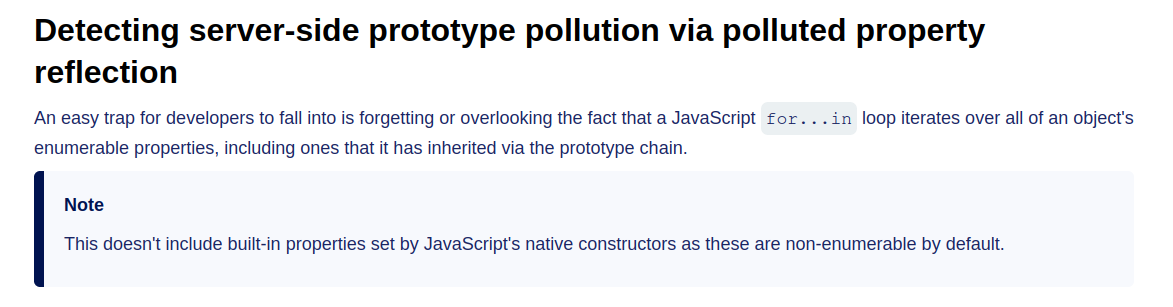 Detecting server-side prototype pollution via polluted property
reflection
An easy trap for developers to fall into is forgetting or overlooking the fact that a JavaScript for...in loop iterates over all of an object's
enumerable properties, including ones that it has inherited via the prototype chain.
Note
This doesn't include built-in properties set by JavaScript's native constructors as these are non-enumerable by default.